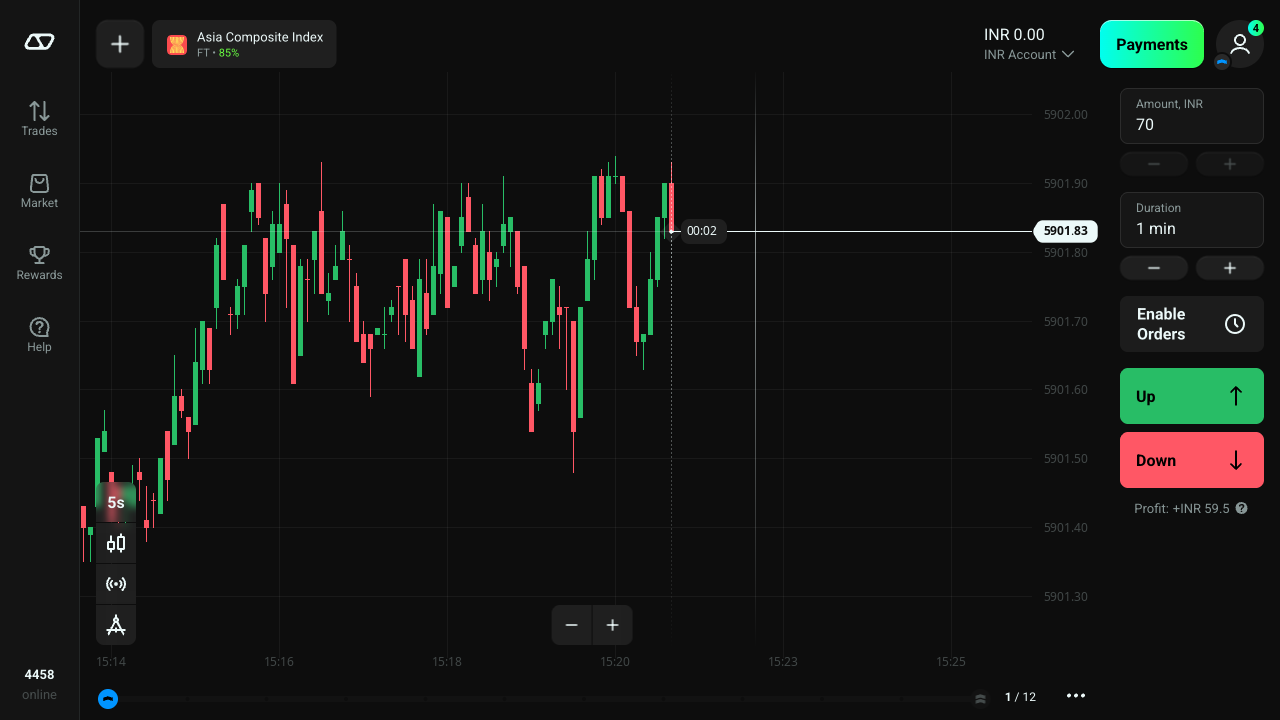 Asia Composite Index
FT • 85%
INR 0.00
INR Account
Payments
4
Trades
Market
Rewards
Help
4458
online
5902.00
5901.90
5901.83
5901.80
5901.70
5901.60
5901.50
5901.40
5901.30
00:02
5s
15:14
15:16
15:18
15:20
15:23
15:25
1 / 12
Amount, INR
70
Duration
1 min
Enable
Orders
Up
Down
Profit: +INR 59.5